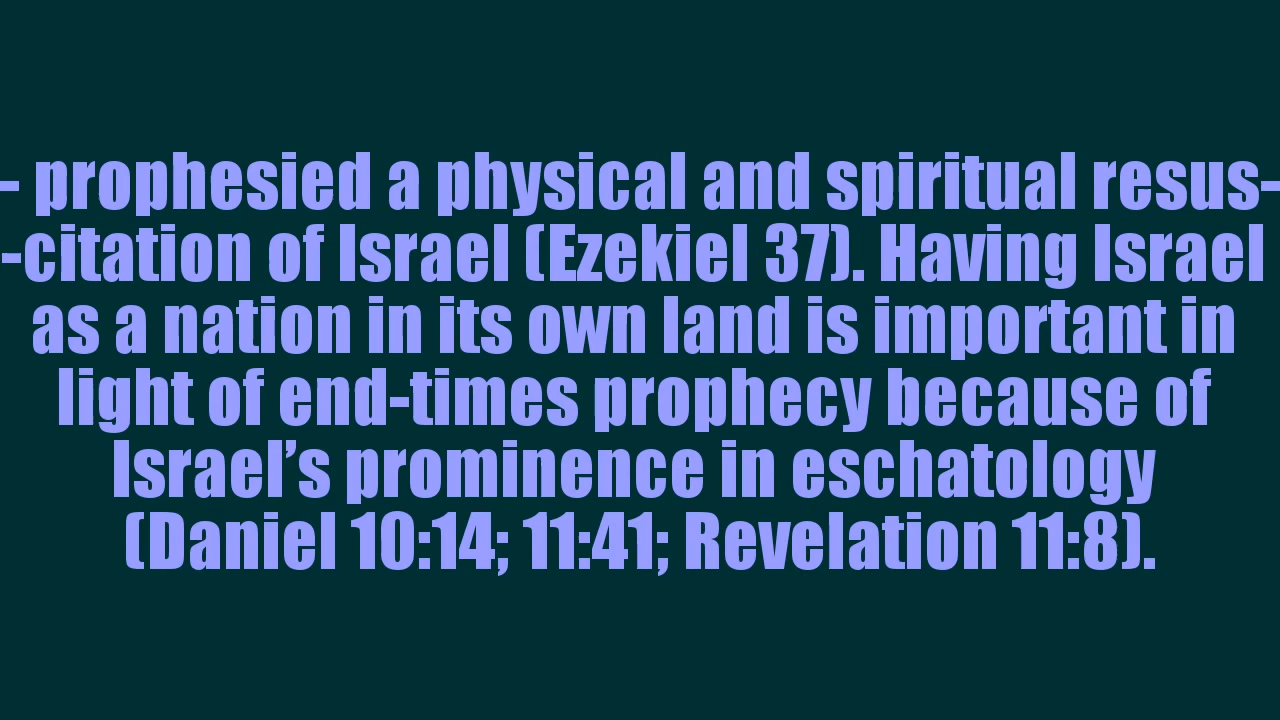 - prophesied a physical and spiritual resus-
-citation of Israel (Ezekiel 37). Having Israel
as a nation in its own land is important in
light of end-times prophecy because of
Israel’s prominence in eschatology
(Daniel 10:14; 11:41; Revelation 11:8).